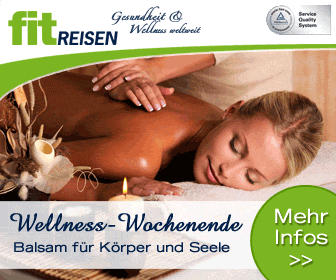 fit REISEN
Gesundheit &
Wellness weltweit
Service
Quality
System
Wellness-Wochenende
Balsam für Körper und Seele
Mehr
Infos
>>